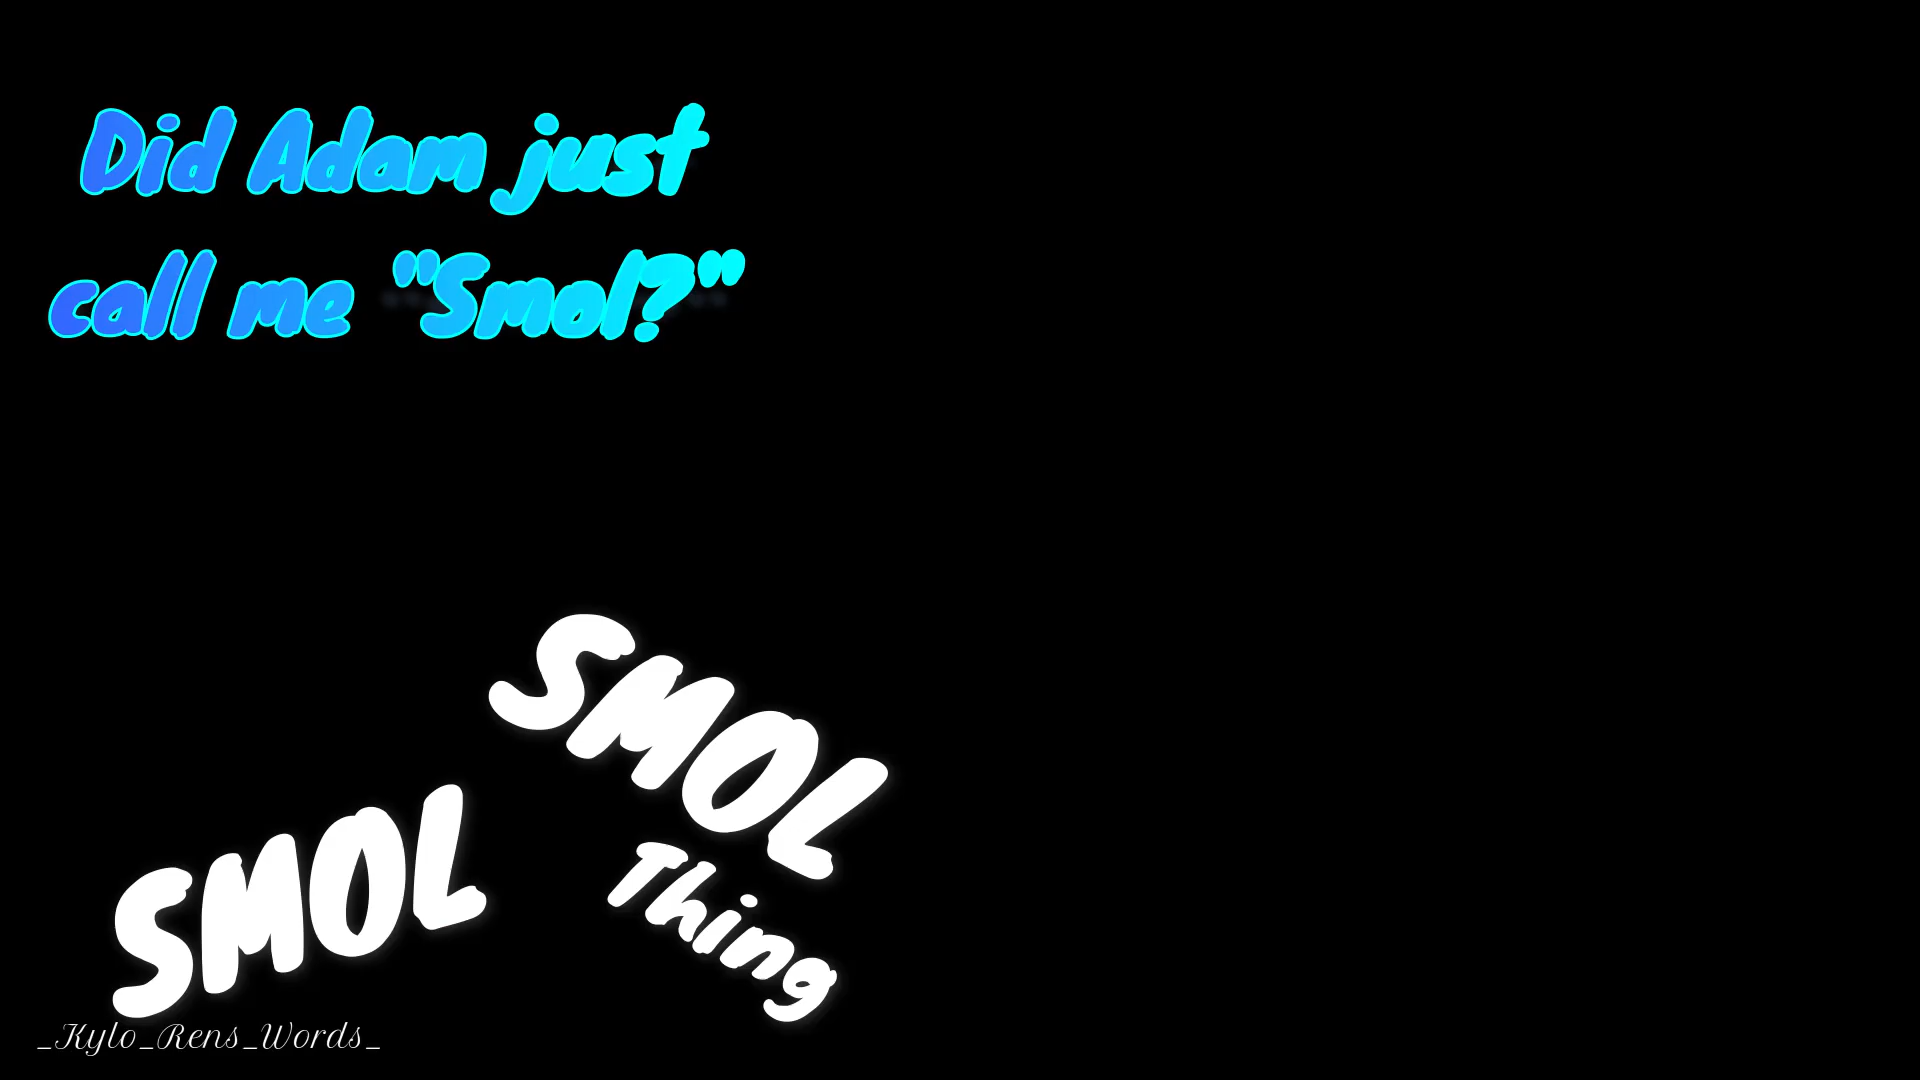 Did Adam just
call me "Smol?"
SMOL
Thing
SMOL
_Kylo_Rens_Words_